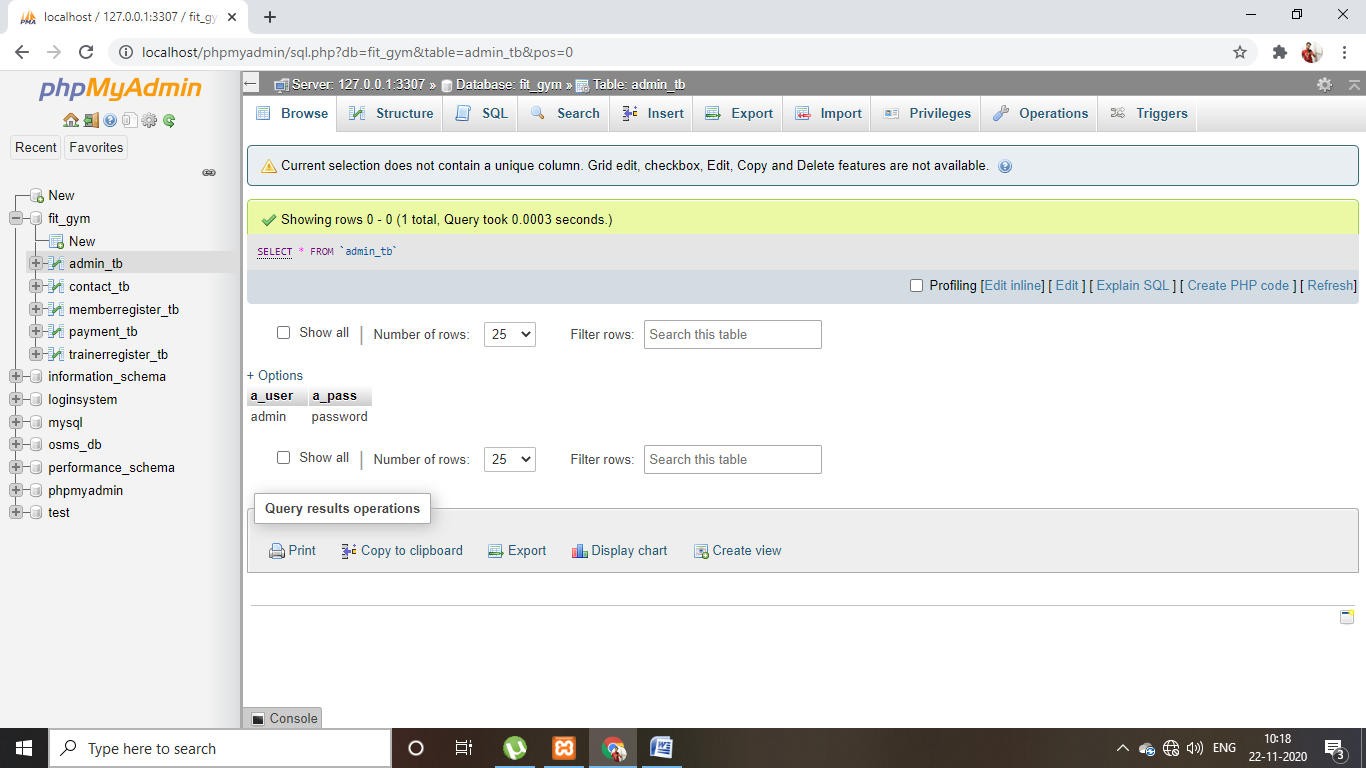 localhost / 127.0.0.1:3307 / fit_gy
localhost/phpmyadmin/sql.php?db=fit_gym&table=admin_tb&pos=0
phpMyAdmin
Recent Favorites
New
fit_gym
New
admin_tb
contact_tb
memberregister_tb
payment_tb
trainerregister_tb
information_schema
loginsystem
mysql
osms_db
performance_schema
phpmyadmin
test
Server: 127.0.0.1:3307 » Database: fit_gym » Table: admin_tb
Browse Structure SQL Search Insert Export Import Privileges Operations Triggers
Current selection does not contain a unique column. Grid edit, checkbox, Edit, Copy and Delete features are not available.
Showing rows 0 - 0 (1 total, Query took 0.0003 seconds.)
SELECT * FROM `admin_tb`
Profiling [Edit inline] [ Edit ] [ Explain SQL ] [ Create PHP code ] [ Refresh]
Show all | Number of rows: 25 Filter rows: Search this table
+ Options
a_user a_pass
admin password
Show all | Number of rows: 25 Filter rows: Search this table
Query results operations
Print Copy to clipboard Export Display chart Create view
Console
Type here to search
ENG
10:18
22-11-2020
3